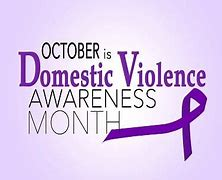 OCTOBER is
Domestic Violence
AWARENESS
MONTH